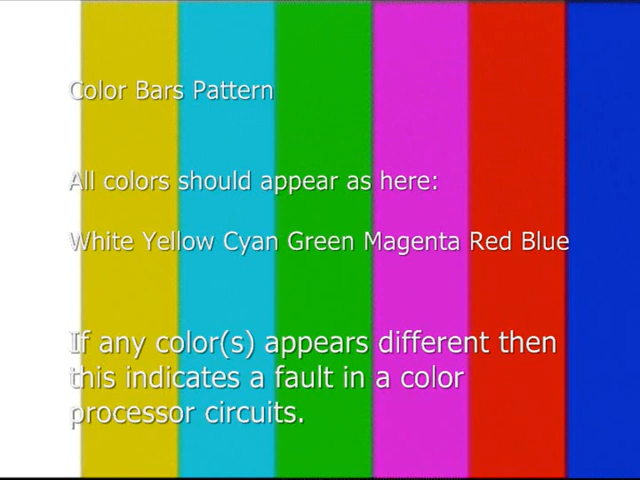 Color Bars Pattern
All colors should appear as here:
White Yellow Cyan Green Magenta Red Blue
If any color(s) appears different then
this indicates a fault in a color
processor circuits.